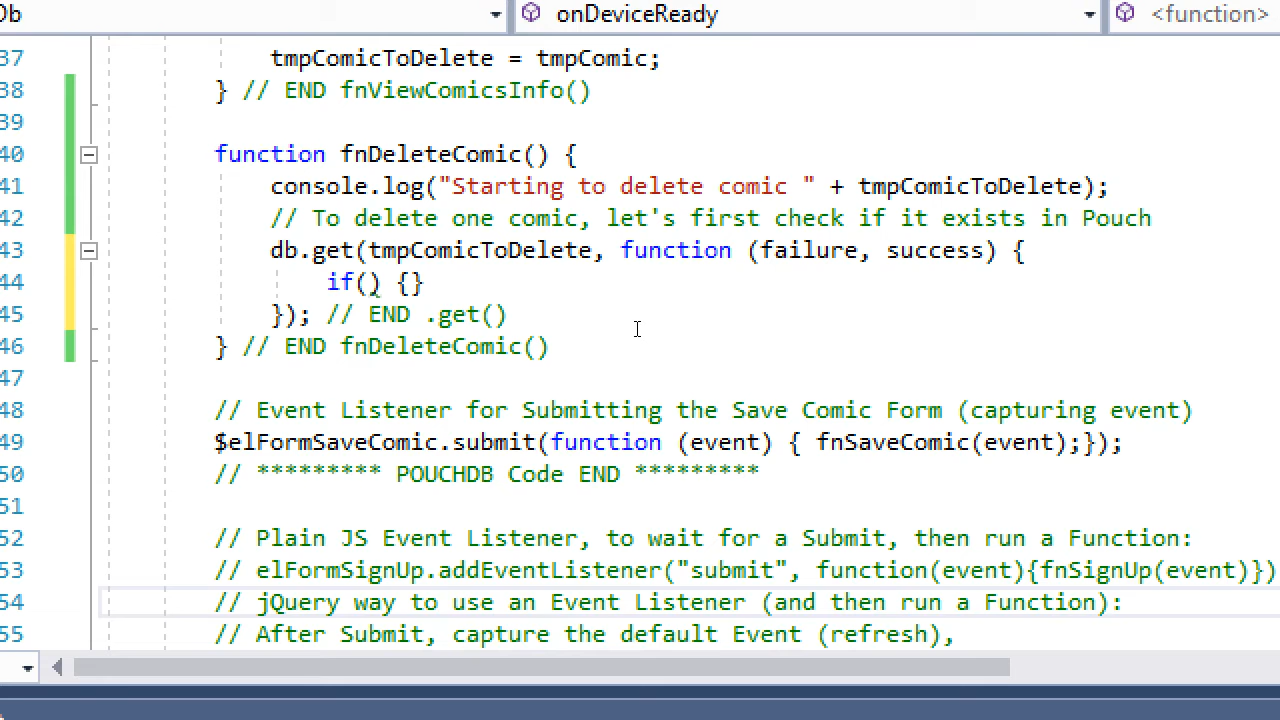 Ob onDeviceReady <function>
37 tmpComicToDelete = tmpComic;
38 } // END fnViewComicsInfo()
39
40 function fnDeleteComic() {
41 console.log("Starting to delete comic " + tmpComicToDelete);
42 // To delete one comic, let's first check if it exists in Pouch
43 db.get(tmpComicToDelete, function (failure, success) {
44 if() {}
45 }); // END .get()
46 } // END fnDeleteComic()
47
48 // Event Listener for Submitting the Save Comic Form (capturing event)
49 $elFormSaveComic.submit(function (event) { fnSaveComic(event);});
50 // ********* POUCHDB Code END *********
51
52 // Plain JS Event Listener, to wait for a Submit, then run a Function:
53 // elFormSignUp.addEventListener("submit", function(event){fnSignUp(event)})
54 // jQuery way to use an Event Listener (and then run a Function):
55 // After Submit, capture the default Event (refresh),